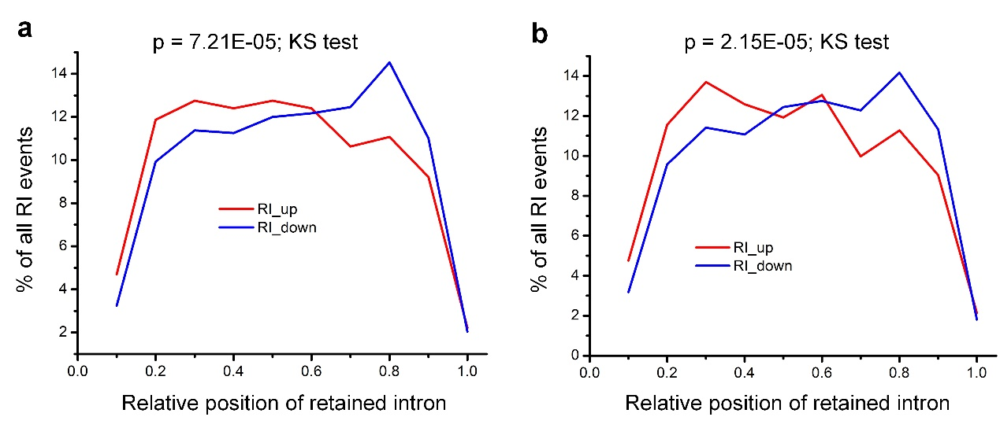 a
p = 7.21E-05; KS test
% of all RI events
14
12
10
8
6
4
2
RI_up
RI_down
0.0 0.2 0.4 0.6 0.8 1.0
Relative position of retained intron
b
p = 2.15E-05; KS test
% of all RI events
14
12
10
8
6
4
2
0
RI_up
RI_down
0.0 0.2 0.4 0.6 0.8 1.0
Relative position of retained intron